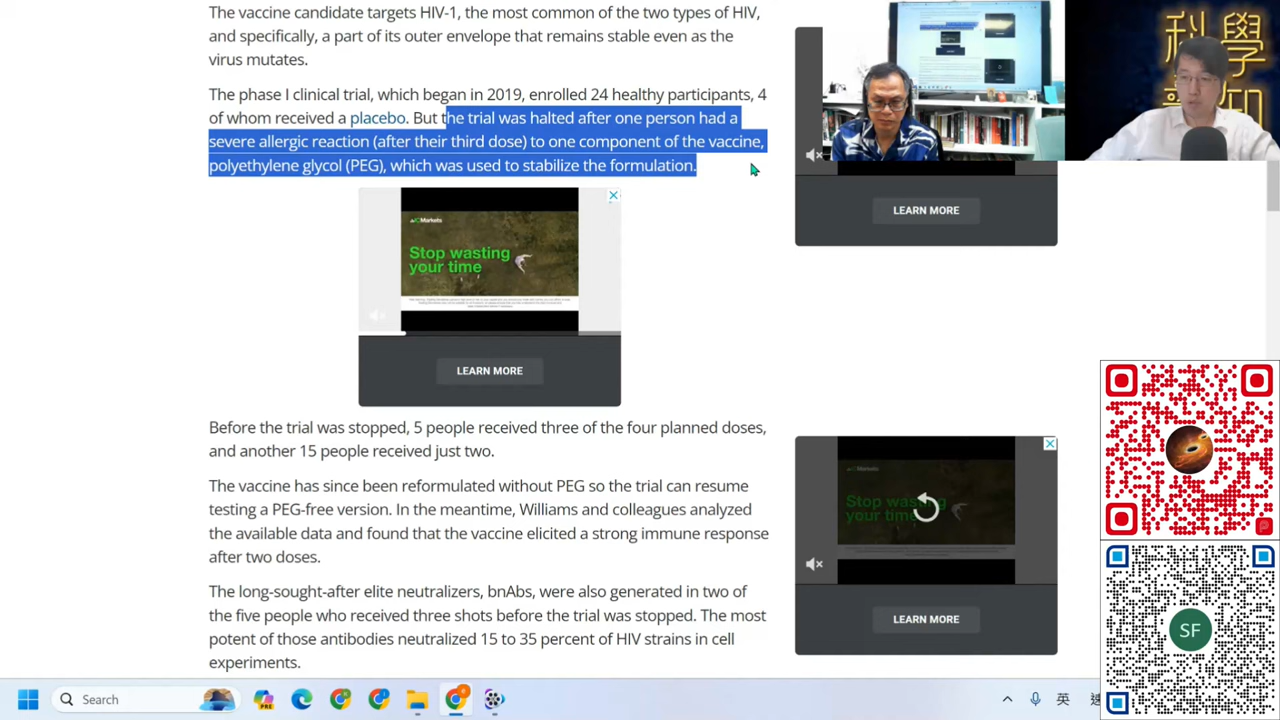 The vaccine candidate targets HIV-1, the most common of the two types of HIV,
and specifically, a part of its outer envelope that remains stable even as the
virus mutates.
The phase I clinical trial, which began in 2019, enrolled 24 healthy participants, 4
of whom received a placebo. But the trial was halted after one person had a
severe allergic reaction (after their third dose) to one component of the vaccine,
polyethylene glycol (PEG), which was used to stabilize the formulation.
Markets
Stop wasting
your time
LEARN MORE
Before the trial was stopped, 5 people received three of the four planned doses,
and another 15 people received just two.
The vaccine has since been reformulated without PEG so the trial can resume
testing a PEG-free version. In the meantime, Williams and colleagues analyzed
the available data and found that the vaccine elicited a strong immune response
after two doses.
The long-sought-after elite neutralizers, bnAbs, were also generated in two of
the five people who received three shots before the trial was stopped. The most
potent of those antibodies neutralized 15 to 35 percent of HIV strains in cell
experiments.
LEARN MORE
Markets
Stop wasting
your time
LEARN MORE
科學
知
SF
Search
英
速